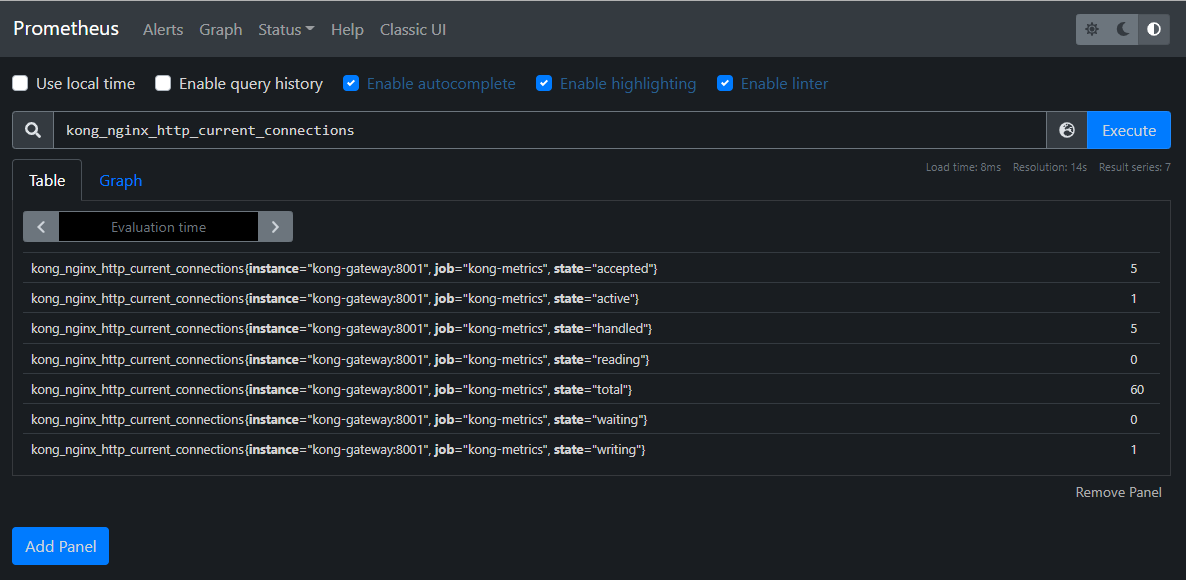 Prometheus Alerts Graph Status Help Classic UI
Use local time Enable query history Enable autocomplete Enable highlighting Enable linter
kong_nginx_http_current_connections Execute
Load time: 8ms Resolution: 14s Result series: 7
Table Graph
Evaluation time
kong_nginx_http_current_connections{instance="kong-gateway:8001", job="kong-metrics", state="accepted"} 5
kong_nginx_http_current_connections{instance="kong-gateway:8001", job="kong-metrics", state="active"} 1
kong_nginx_http_current_connections{instance="kong-gateway:8001", job="kong-metrics", state="handled"} 5
kong_nginx_http_current_connections{instance="kong-gateway:8001", job="kong-metrics", state="reading"} 0
kong_nginx_http_current_connections{instance="kong-gateway:8001", job="kong-metrics", state="total"} 60
kong_nginx_http_current_connections{instance="kong-gateway:8001", job="kong-metrics", state="waiting"} 0
kong_nginx_http_current_connections{instance="kong-gateway:8001", job="kong-metrics", state="writing"} 1
Remove Panel
Add Panel